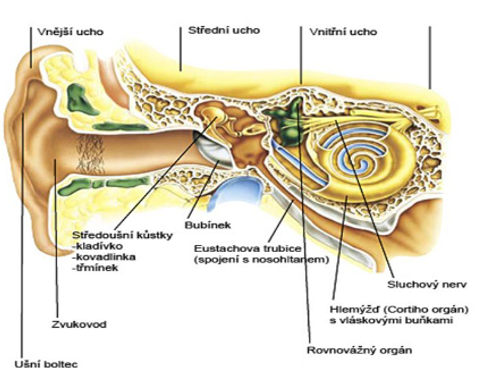 Vnější ucho
Střední ucho
Vnitřní ucho
Bubínek
Středoušní kůstky
-kladívko
-kovadlinka
-třmínek
Eustachova trubice
(spojení s nosohltanem)
Sluchový nerv
Hlemýžď (Cortiho orgán)
s vláskovými buňkami
Zvukovod
Rovnovážný orgán
Ušní boltec